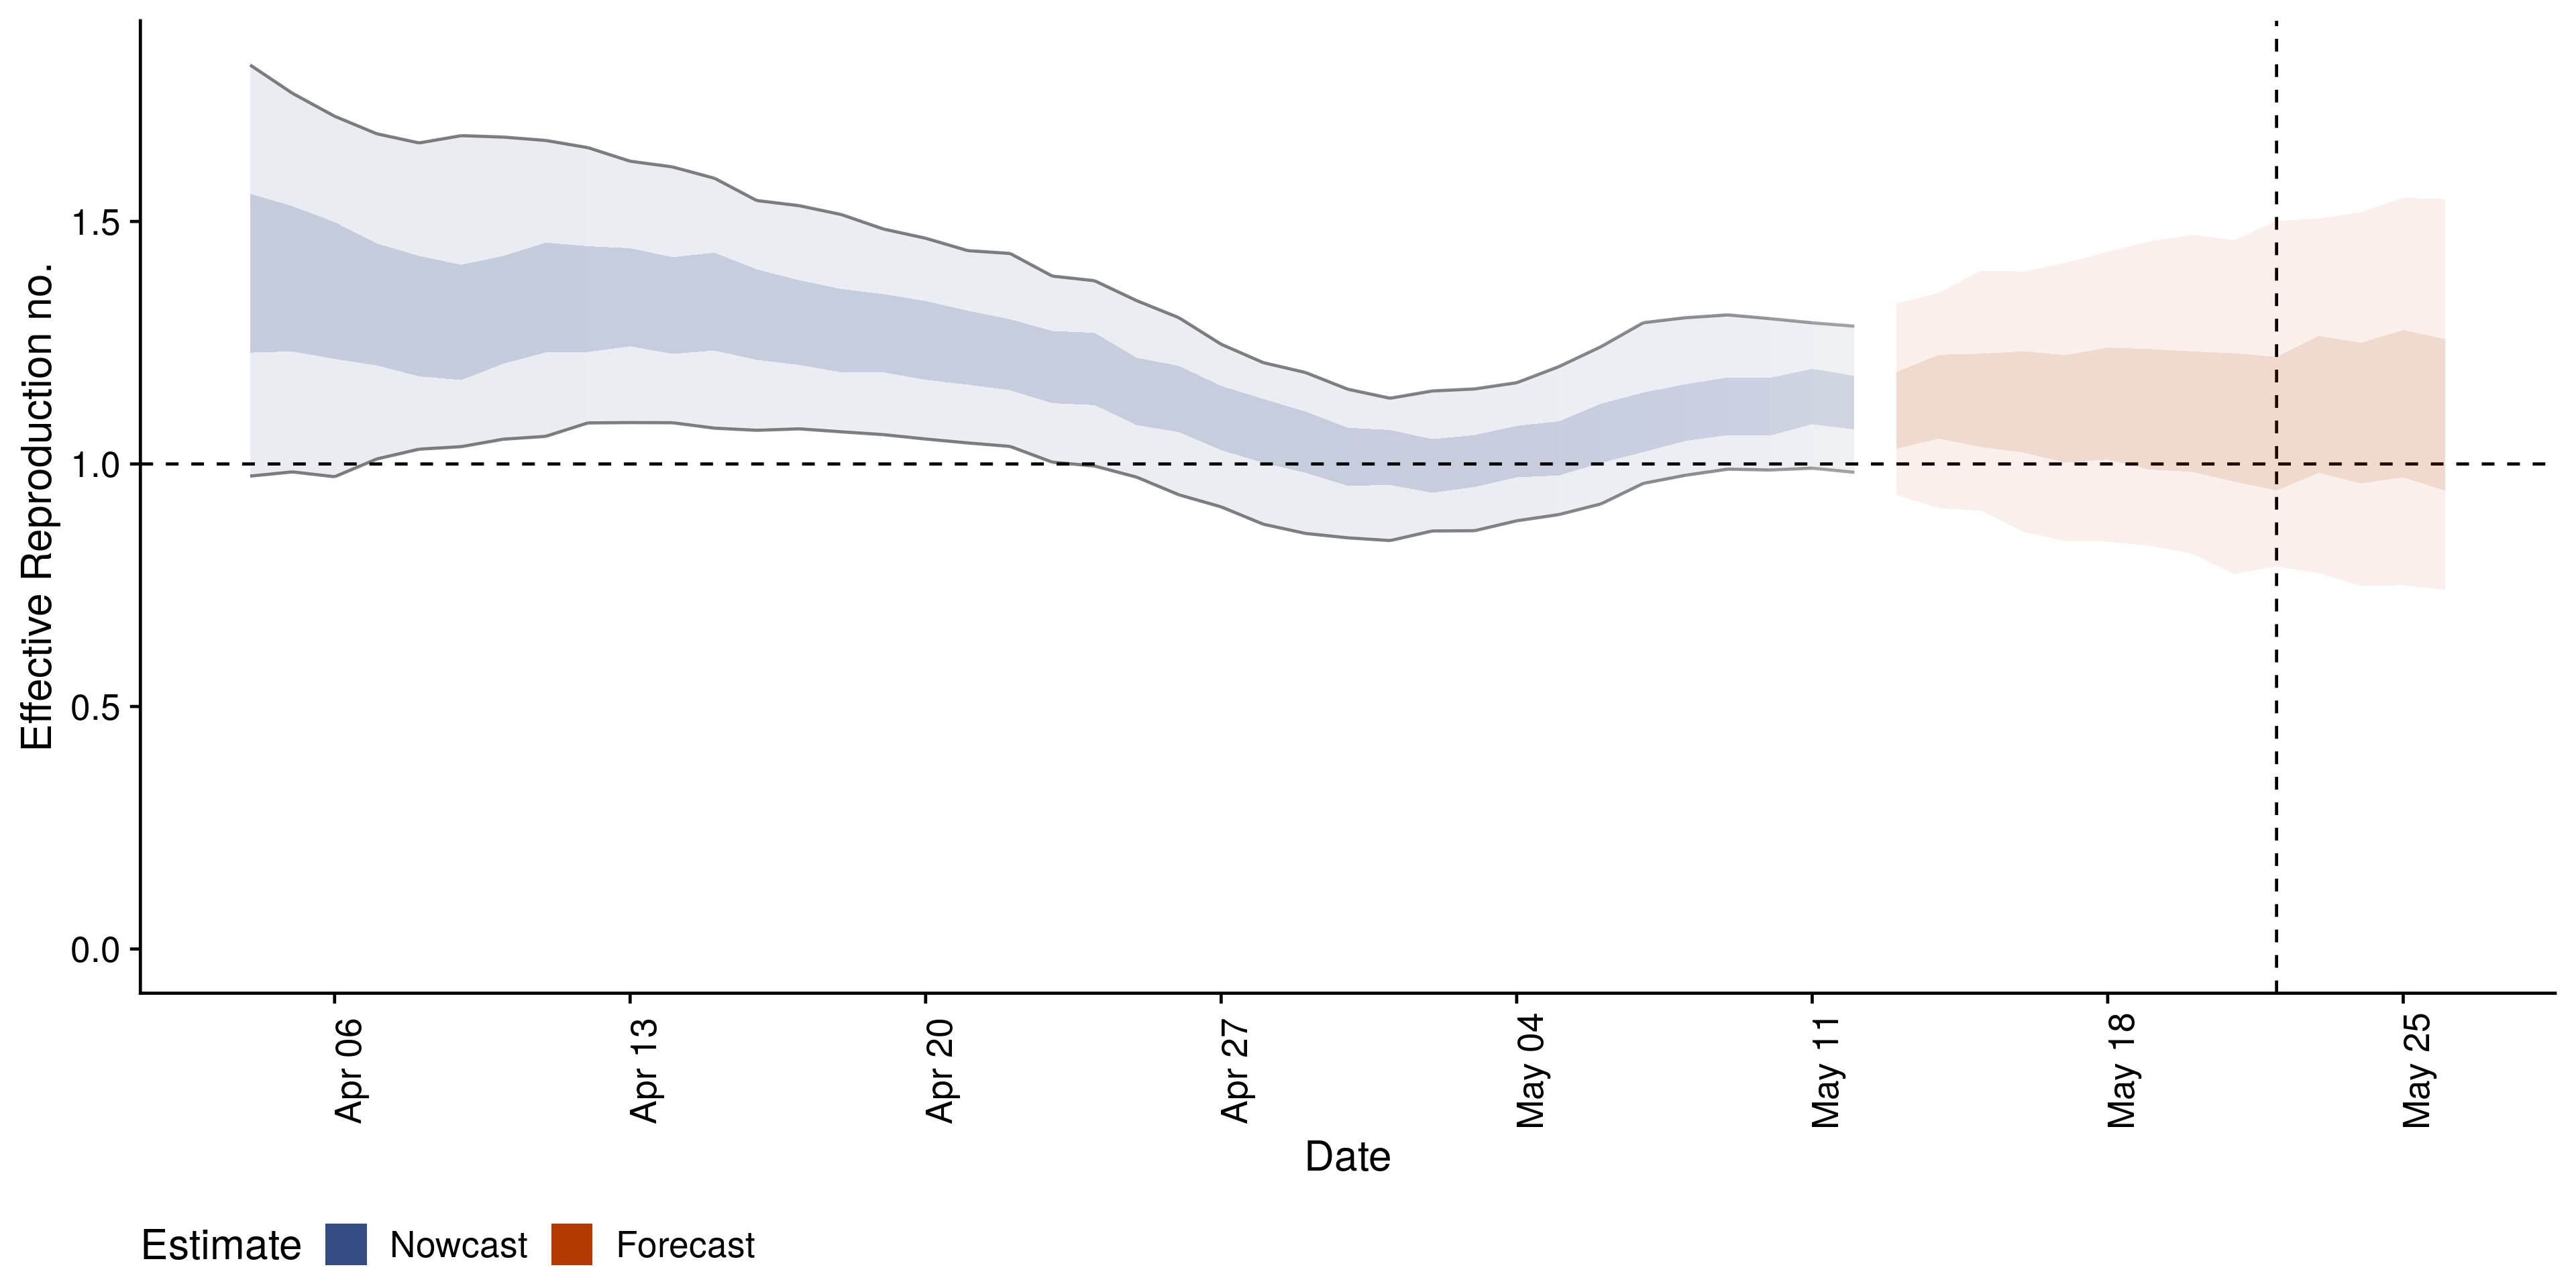 Effective Reproduction no.
1.5
1.0
0.5
0.0
Apr 06
Apr 13
Apr 20
Apr 27
May 04
May 11
May 18
May 25
Date
Estimate Nowcast Forecast